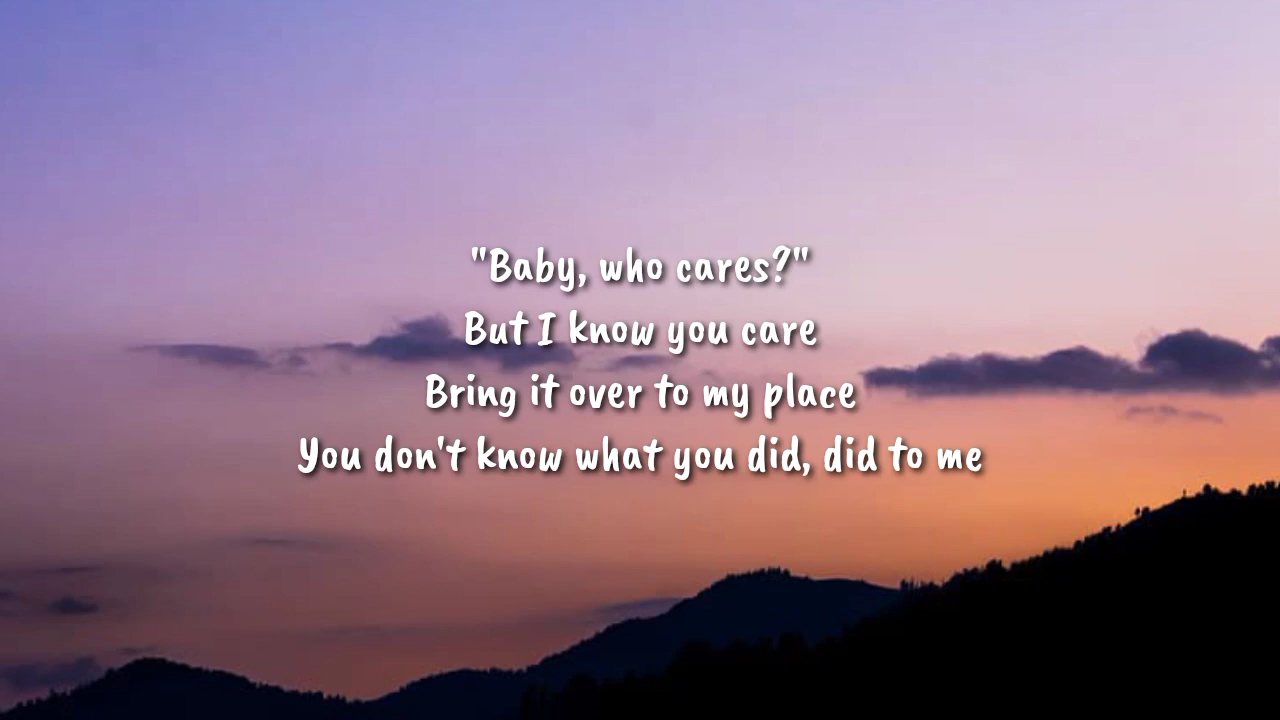 "Baby, who cares?"
But I know you care
Bring it over to my place
You don't know what you did, did to me